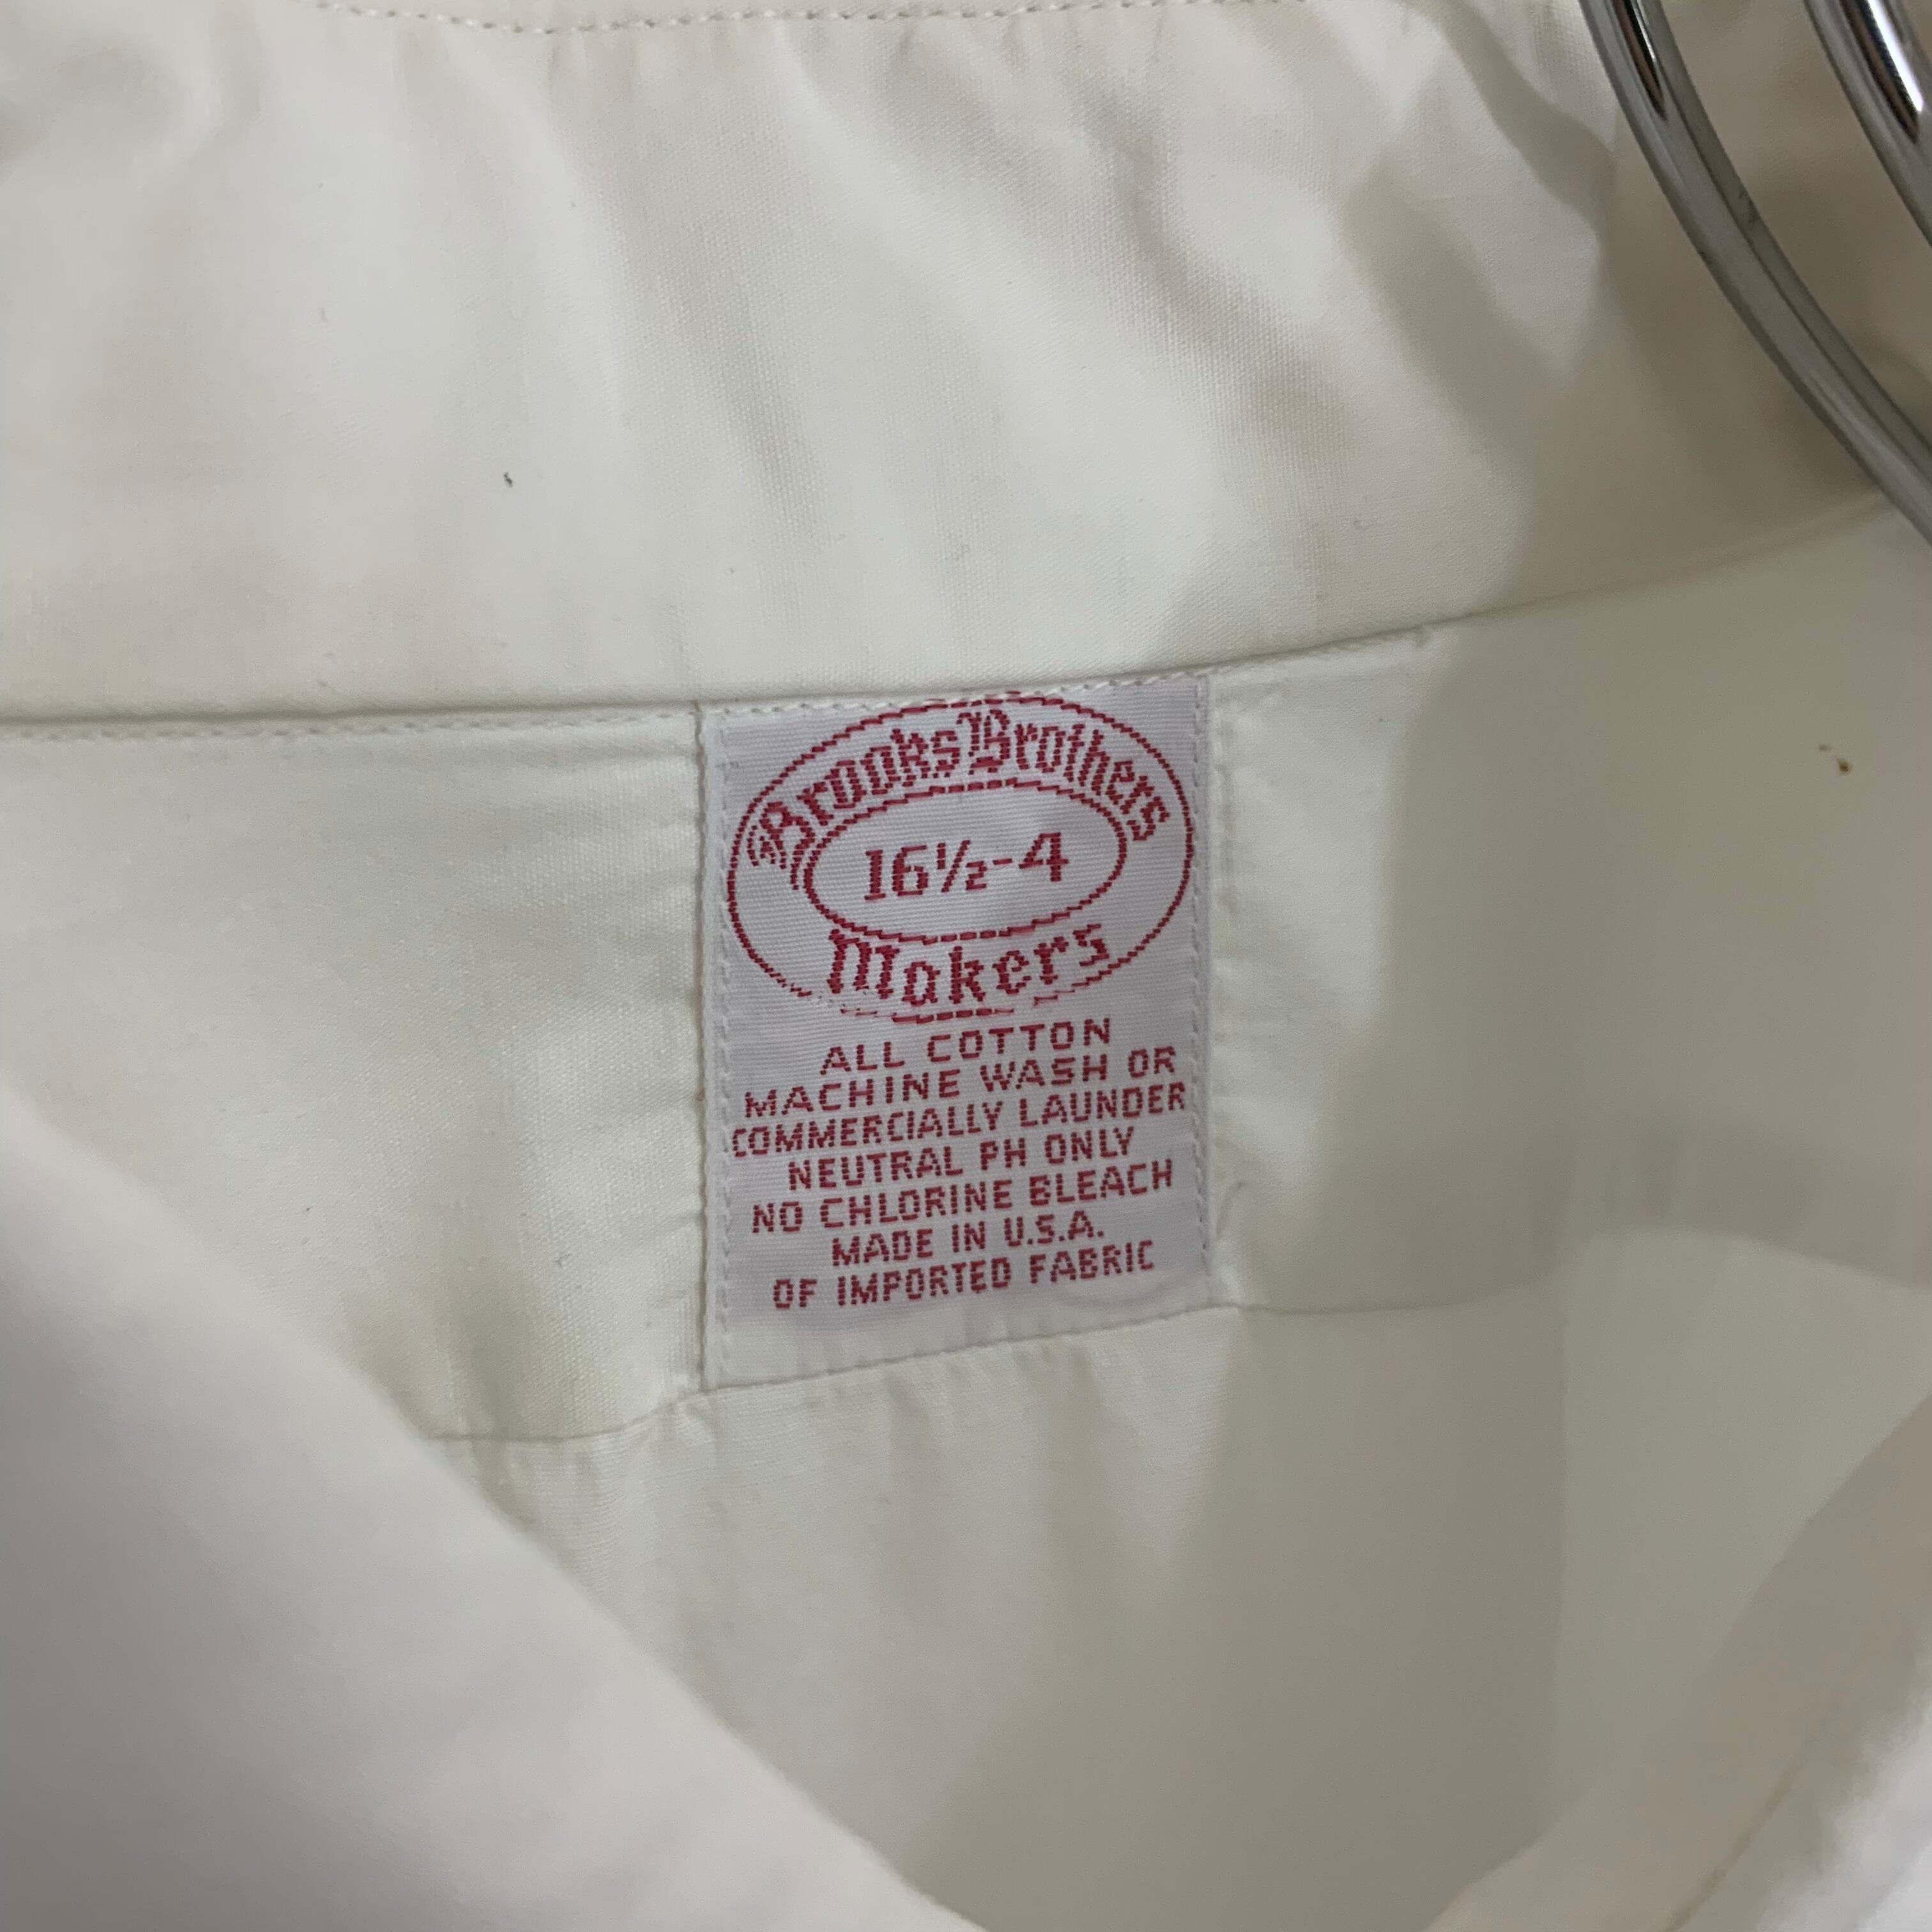 Brooks Brothers
16½-4
Makers
ALL COTTON
MACHINE WASH OR
COMMERCIALLY LAUNDER
NEUTRAL PH ONLY
NO CHLORINE BLEACH
MADE IN U.S.A.
OF IMPORTED FABRIC